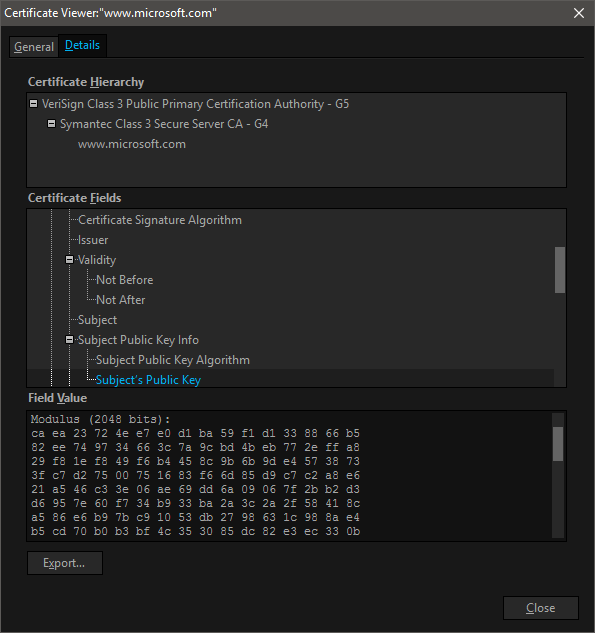 Certificate Viewer:"www.microsoft.com"
General
Details
Certificate Hierarchy
VeriSign Class 3 Public Primary Certification Authority - G5
Symantec Class 3 Secure Server CA - G4
www.microsoft.com
Certificate Fields
Certificate Signature Algorithm
Issuer
Validity
Not Before
Not After
Subject
Subject Public Key Info
Subject Public Key Algorithm
Subject's Public Key
Field Value
Modulus (2048 bits):
ca ea 23 72 4e e7 e0 d1 ba 59 f1 d1 33 88 66 b5
82 ee 74 97 34 66 3c 7a 9c bd 4b eb 77 2e ff a8
29 f8 1e f8 49 f6 b4 45 8c 9b 6b 9d e4 57 38 73
3f c7 d2 75 00 75 16 83 f6 6d 85 d9 c7 c2 a8 e6
21 a5 46 c3 3e 06 ae 69 dd 6a 09 06 7f 2b b2 d3
d6 95 7e 60 f7 34 b9 33 ba 2a 3c 2a 2f 58 41 8c
a5 86 e6 b9 7b c9 10 53 db 27 98 63 1c 98 8a e4
b5 cd 70 b0 b3 bf 4c 35 30 85 dc 82 e3 ec 33 0b
Export...
Close